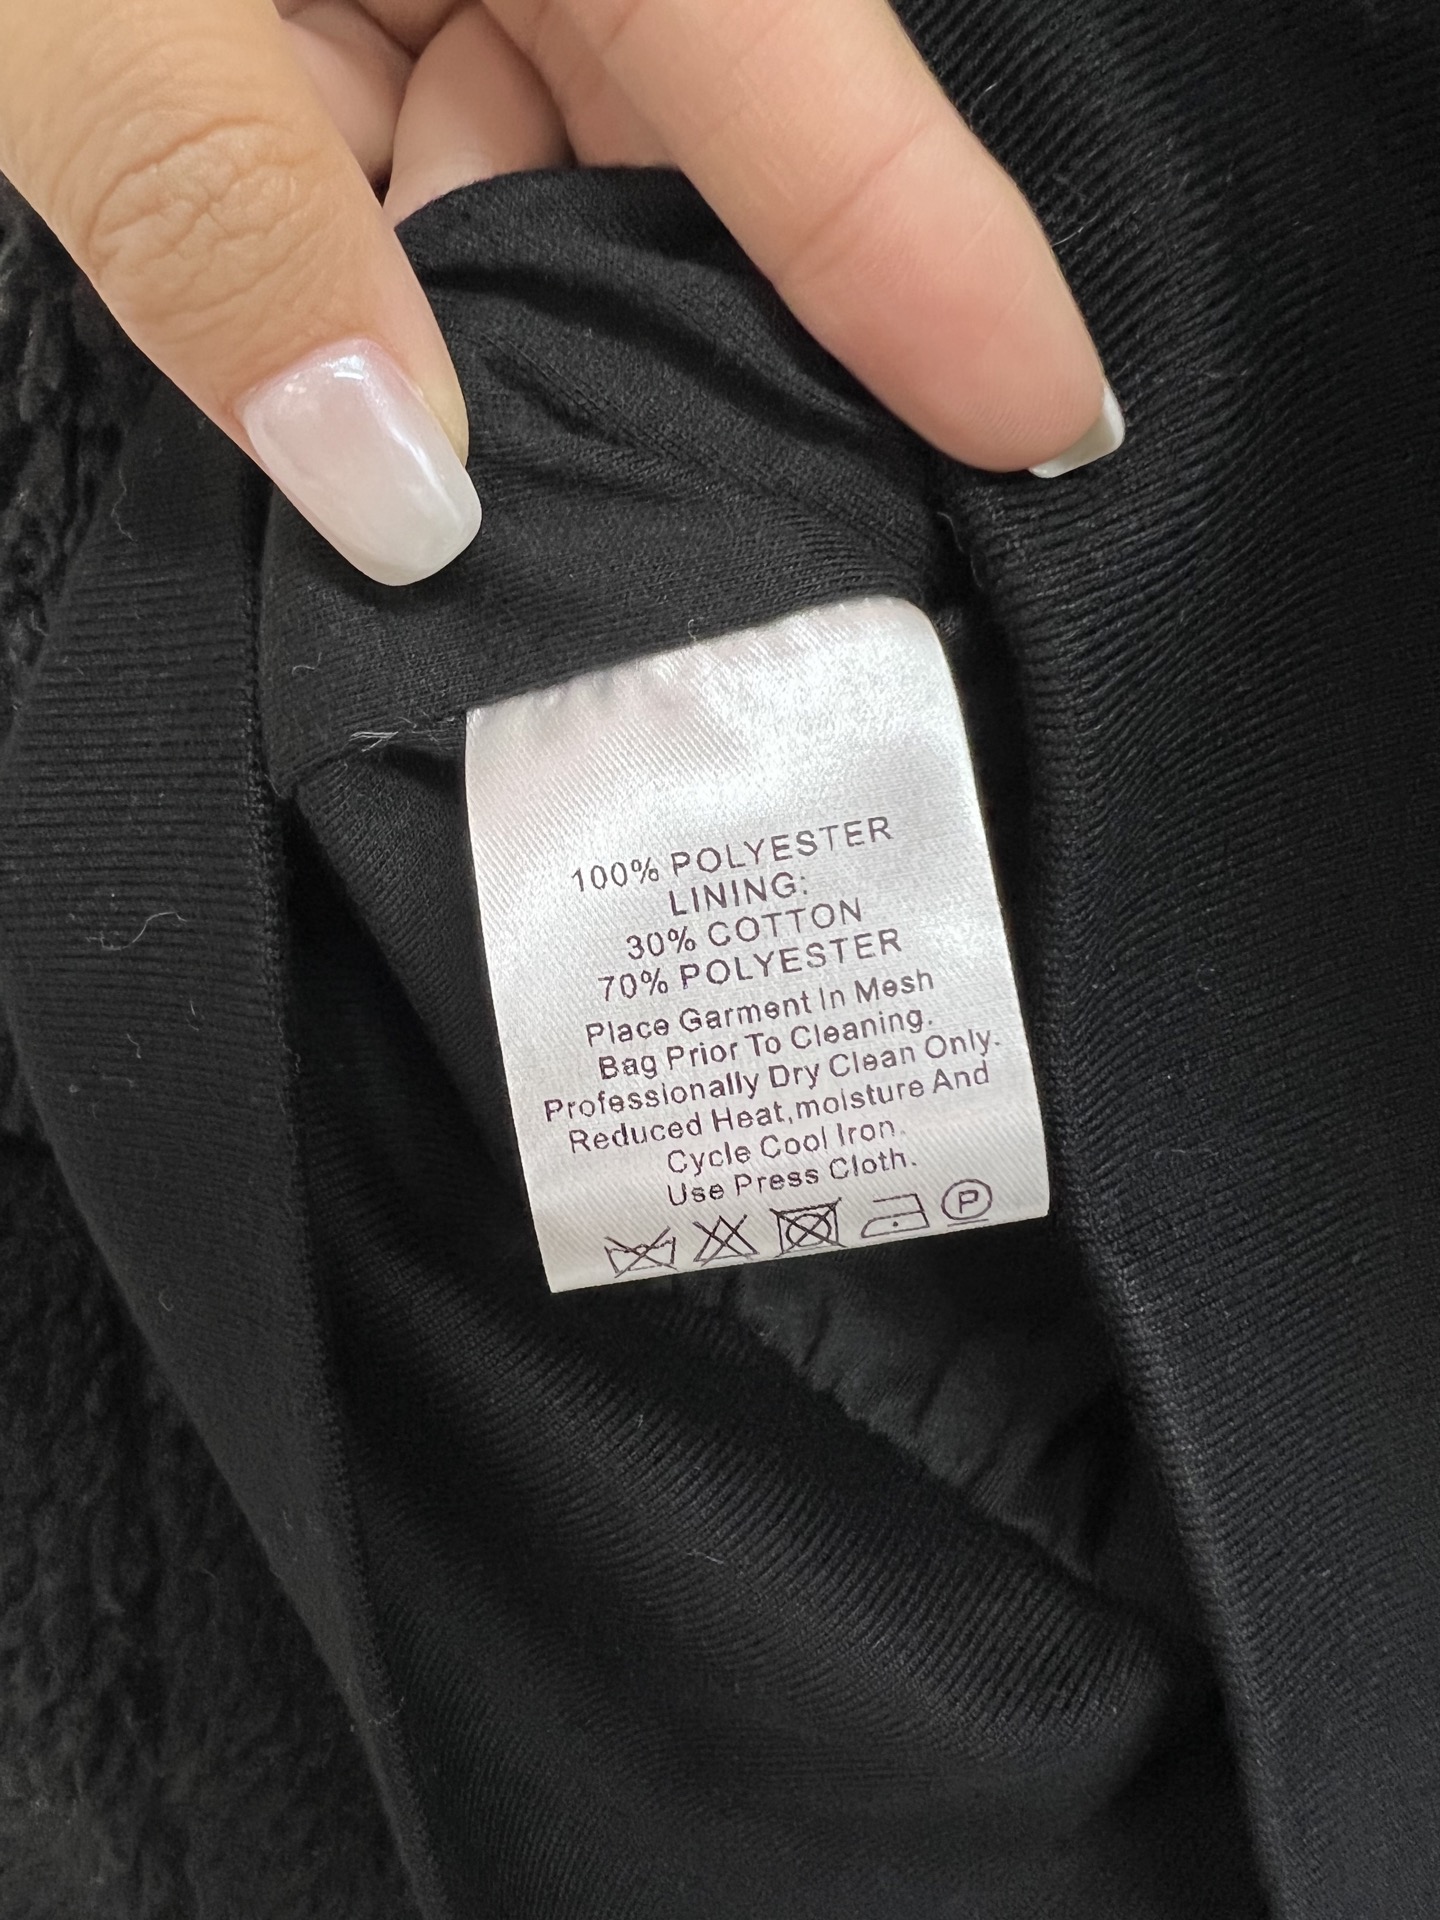 100% POLYESTER
LINING:
30% COTTON
70% POLYESTER
Place Garment In Mesh
Bag Prior To Cleaning.
Professionally Dry Clean Only.
Reduced Heat,moisture And
Cycle Cool Iron.
Use Press Cloth.
P